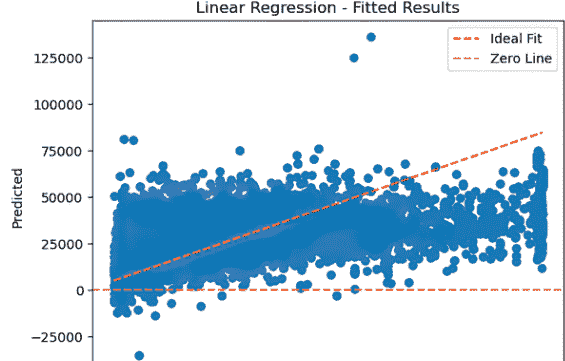 Linear Regression - Fitted Results
Ideal Fit
Zero Line
125000
100000
75000
50000
25000
0
−25000
Predicted